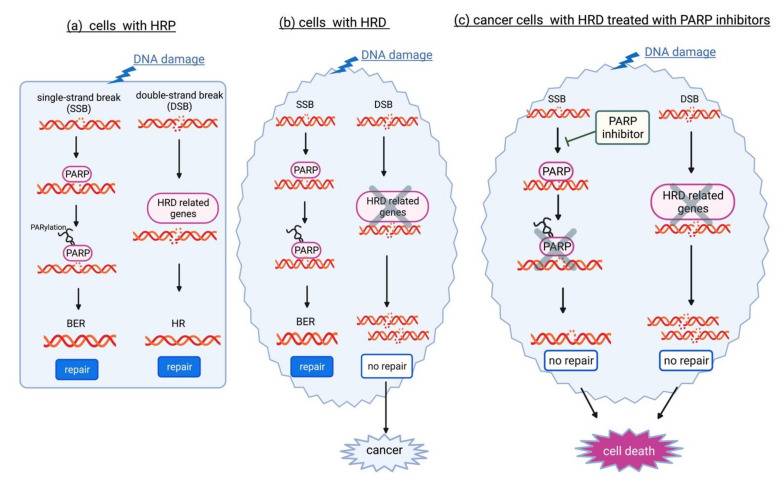 (a) cells with HRP
DNA damage
single-strand break
(SSB)
double-strand break
(DSB)
PARP
HRD related
genes
PARylation
PARP
BER
HR
repair
repair
(b) cells with HRD
DNA damage
SSB
DSB
PARP
HRD related
genes
PARP
BER
repair
no repair
cancer
(c) cancer cells with HRD treated with PARP inhibitors
DNA damage
SSB
DSB
PARP
inhibitor
PARP
HRD related
genes
PARP
no repair
no repair
cell death